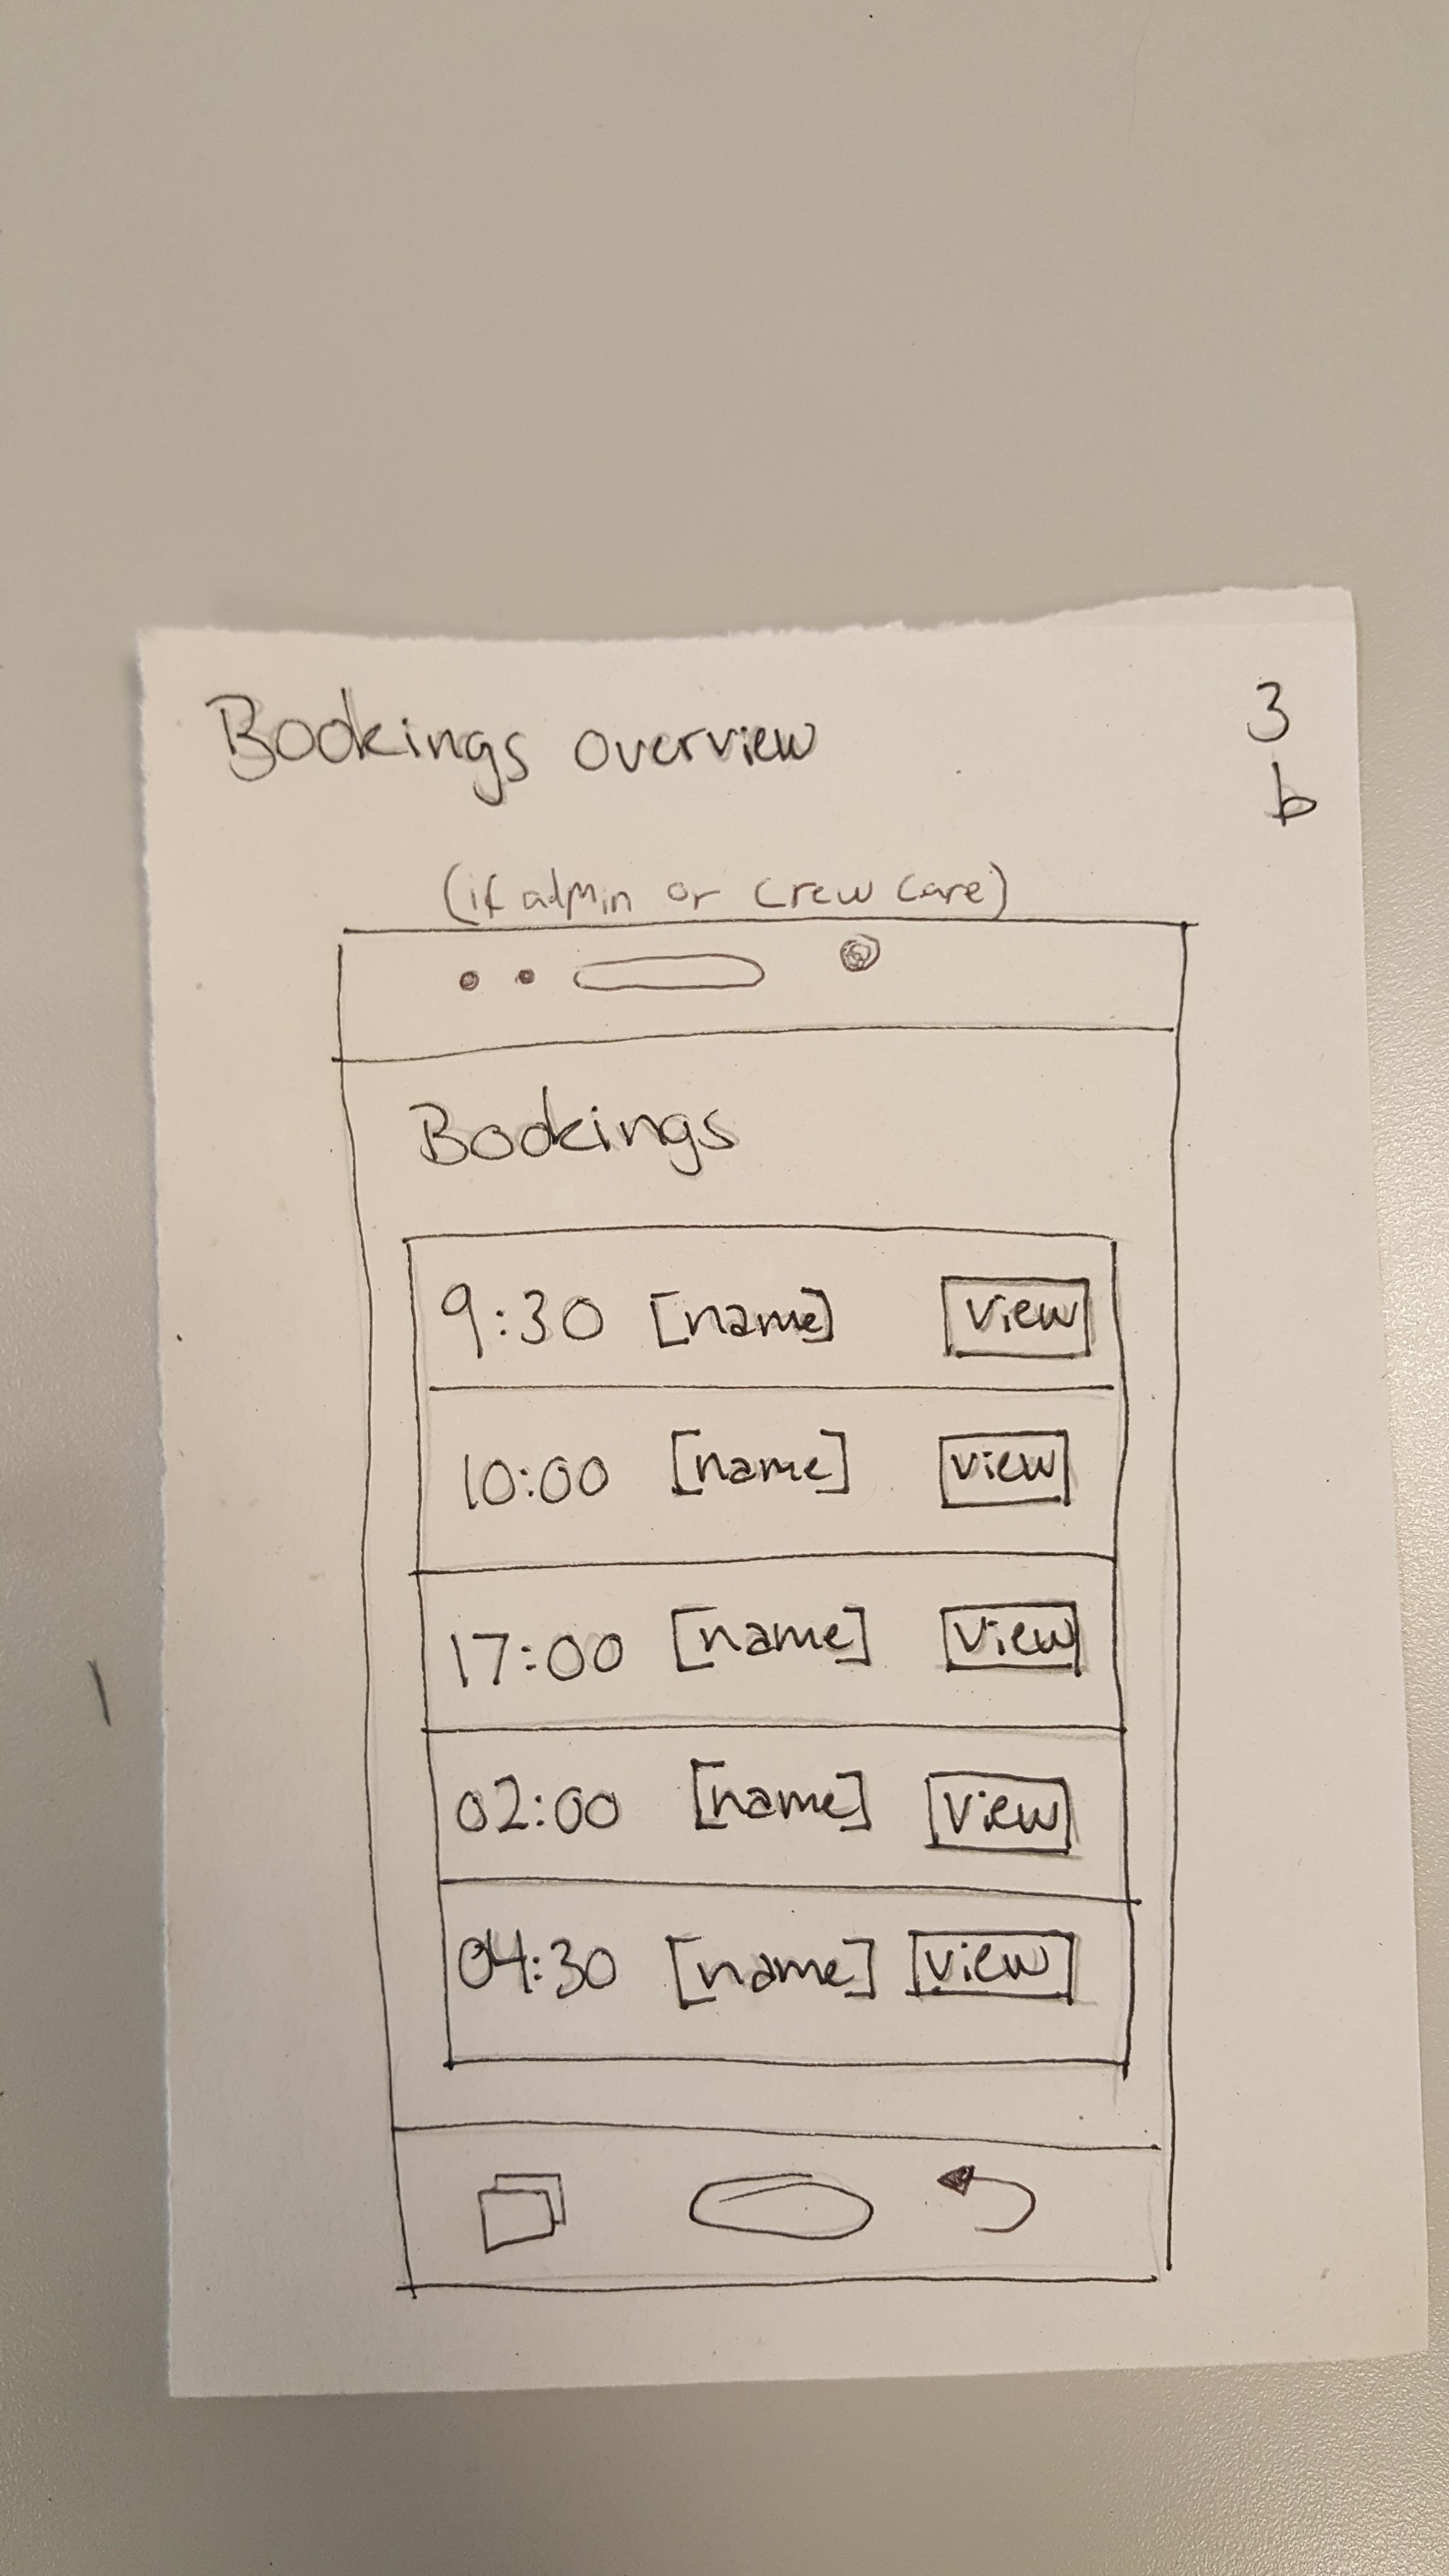 Bookings overview
3
b
(if admin or crew care)
Bookings
9:30 [name] view
10:00 [name] view
17:00 [name] view
02:00 [name] view
04:30 [name] view